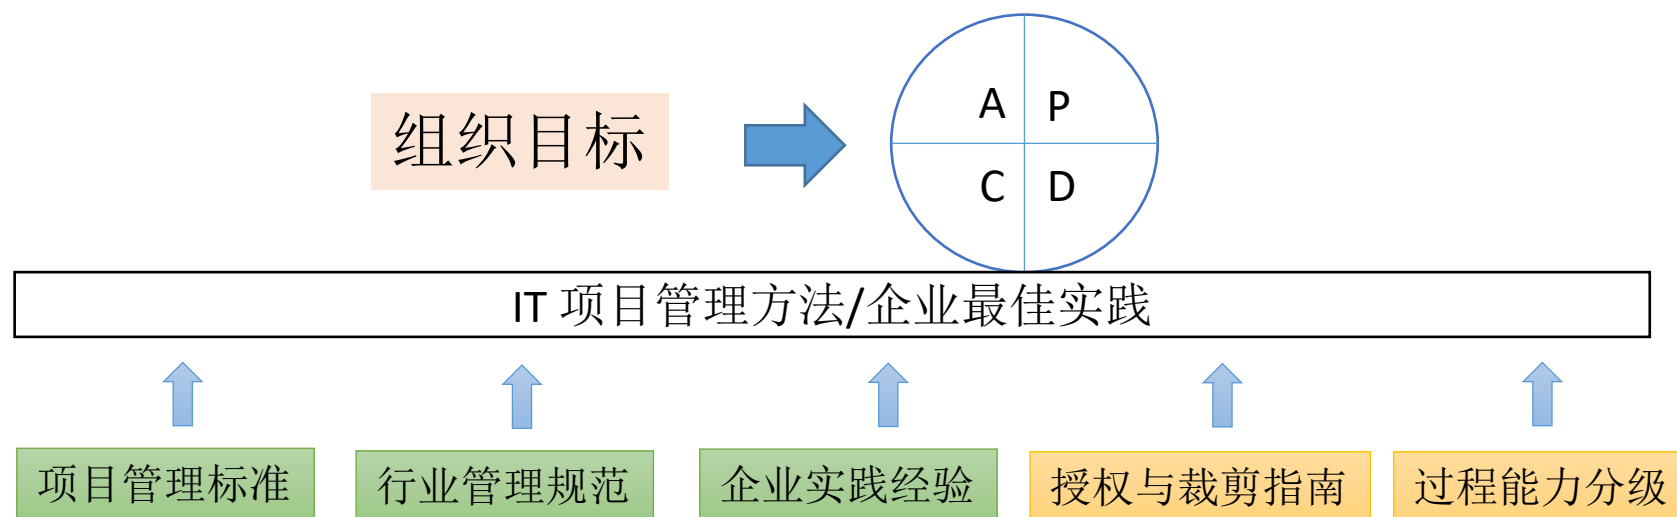 组织目标
A P
C D
IT 项目管理方法/企业最佳实践
项目管理标准
行业管理规范
企业实践经验
授权与裁剪指南
过程能力分级